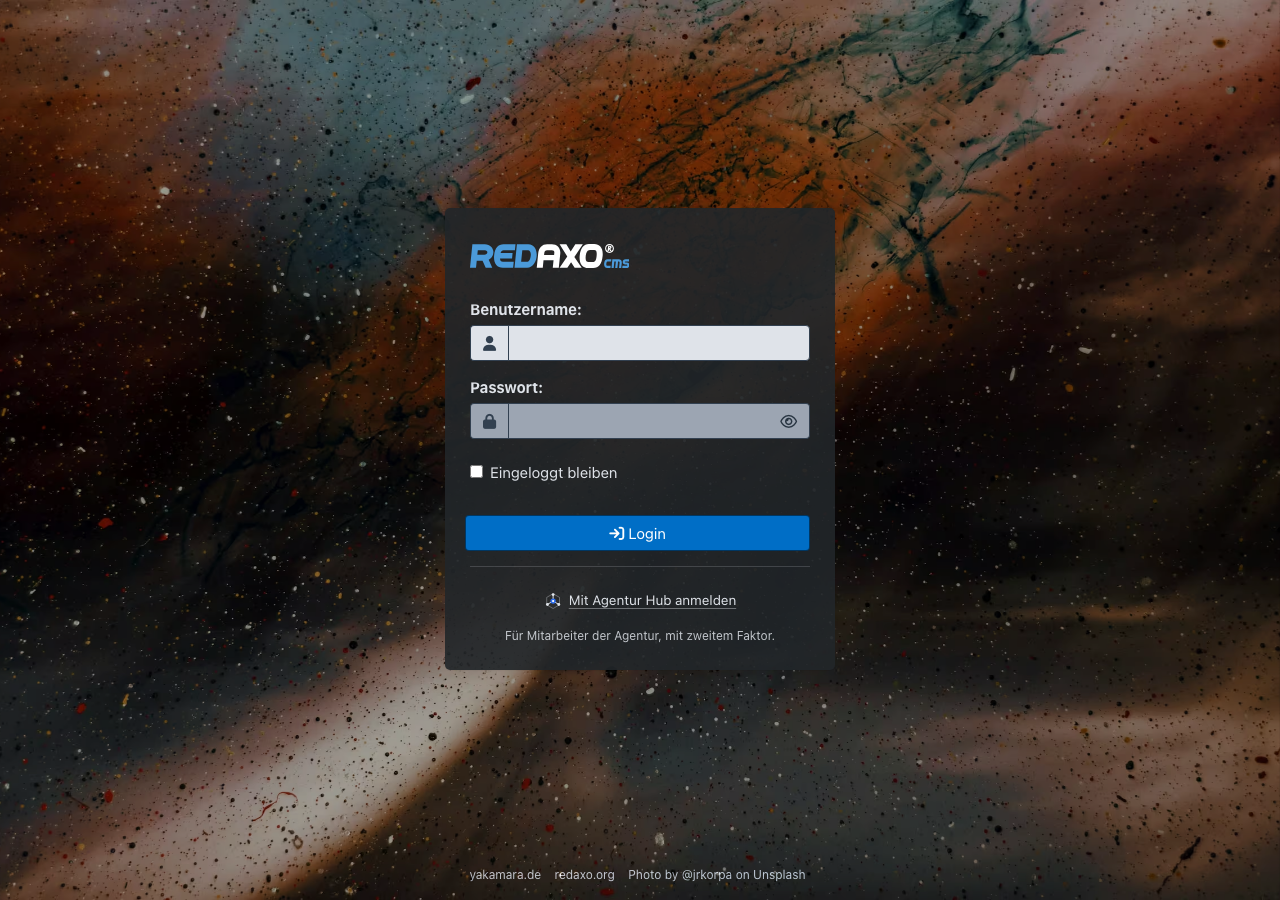 REDAXO® cms
Benutzername:
Passwort:
Eingeloggt bleiben
Login
Mit Agentur Hub anmelden
Für Mitarbeiter der Agentur, mit zweitem Faktor.
yakamara.de redaxo.org Photo by @jrkorpa on Unsplash